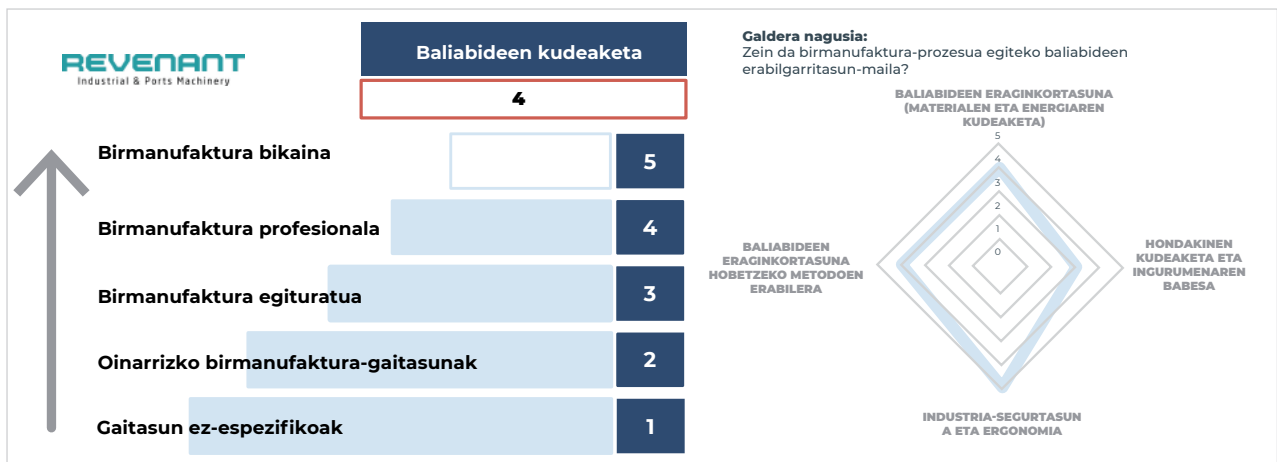 REVENANT
Industrial & Ports Machinery
Baliabideen kudeaketa
4
Birmanufaktura bikaina
5
Birmanufaktura profesionala
4
Birmanufaktura egituratua
3
Oinarrizko birmanufaktura-gaitasunak
2
Gaitasun ez-espezifikoak
1
Galdera nagusia:
Zein da birmanufaktura-prozesua egiteko baliabideen
erabilgarritasun-maila?
BALIABIDEEN ERAGINKORTASUNA
(MATERIALEN ETA ENERGIAREN
KUDEAKETA)
5
4
3
2
1
0
BALIABIDEEN
ERAGINKORTASUNA
HOBETZEKO METODOEN
ERABILERA
HONDAKINEN
KUDEAKETA ETA
INGURUMENAREN
BABESA
INDUSTRIA-SEGURTASUN
A ETA ERGONOMIA